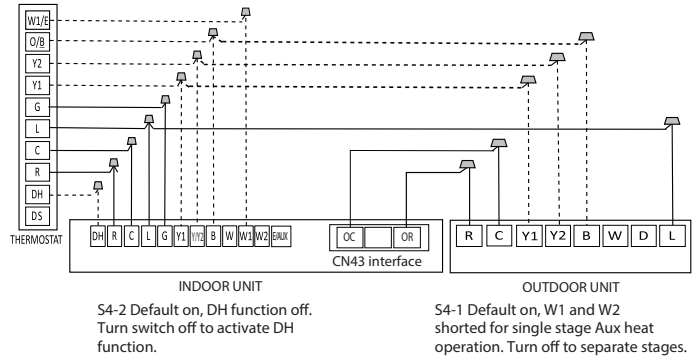 W1/E
O/B
Y2
Y1
G
L
C
R
DH
DS
THERMOSTAT
DH R C L G Y1 Y/Y2 B W W1 W2 E/AUX
OC OR
CN43 interface
R C Y1 Y2 B W D L
INDOOR UNIT
OUTDOOR UNIT
S4-2 Default on, DH function off.
Turn switch off to activate DH
function.
S4-1 Default on, W1 and W2
shorted for single stage Aux heat
operation. Turn off to separate stages.